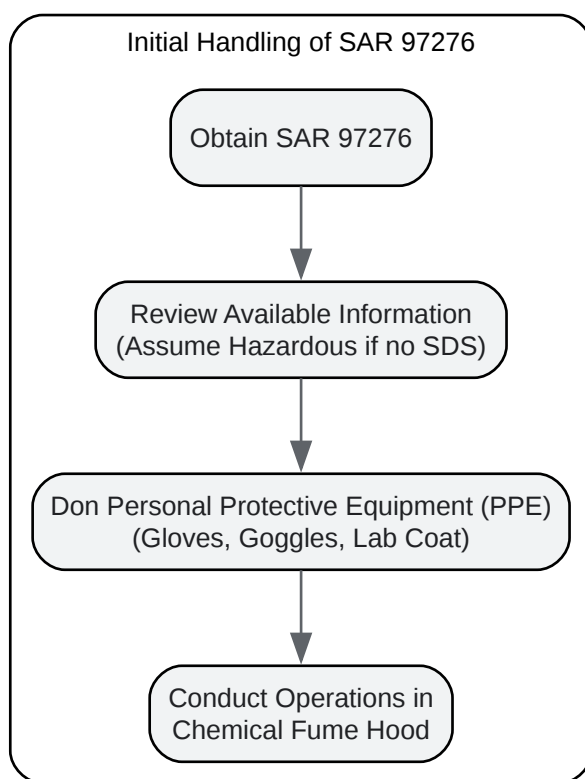 Initial Handling of SAR 97276
Obtain SAR 97276
Review Available Information
(Assume Hazardous if no SDS)
Don Personal Protective Equipment (PPE)
(Gloves, Goggles, Lab Coat)
Conduct Operations in
Chemical Fume Hood